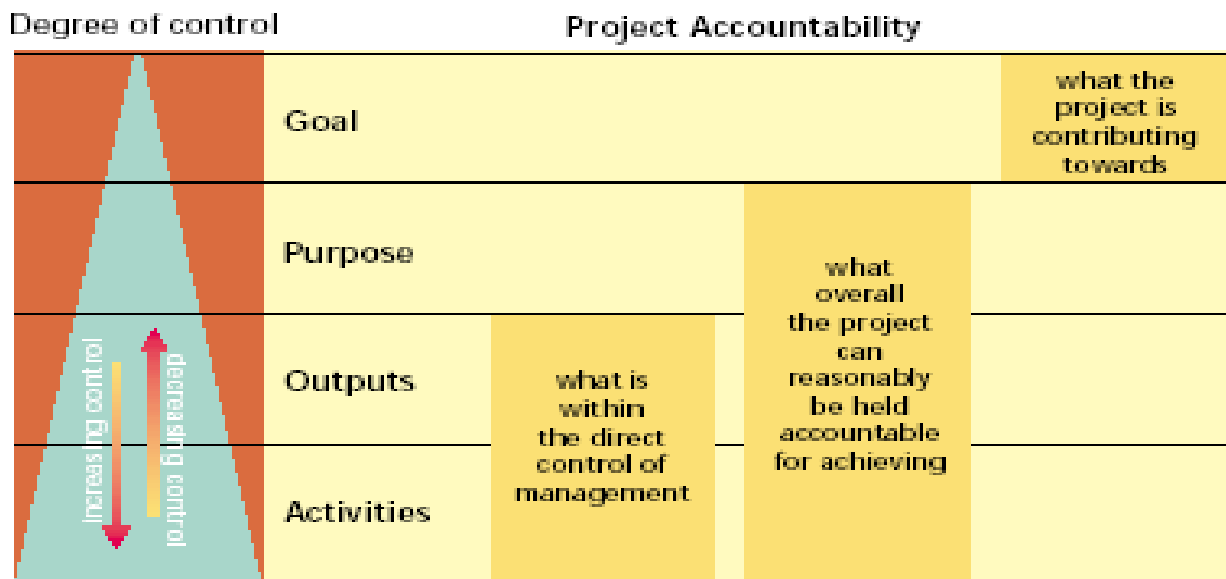 Degree of control
Project Accountability
what the
project is
contributing
towards
Goal
Purpose
what
overall
the project
can
reasonably
be held
accountable
for achieving
Outputs
what is
within
the direct
control of
management
Activities
increasing control
decreasing control